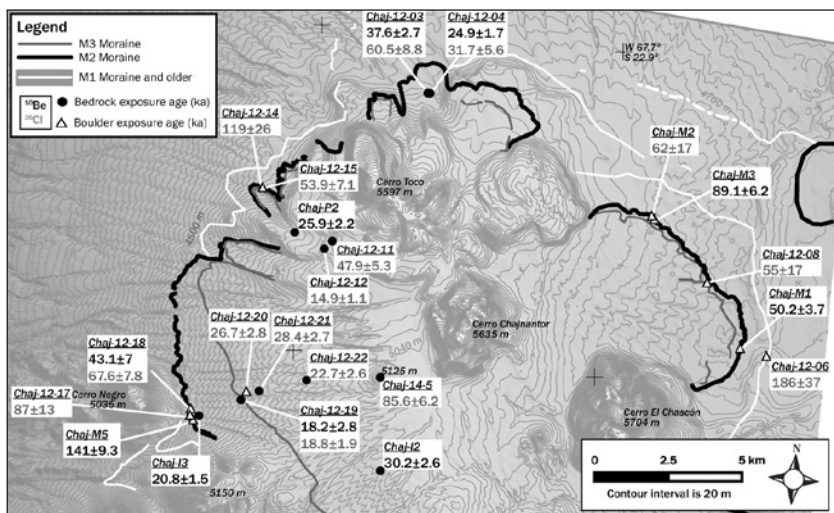 Legend
M3 Moraine
M2 Moraine
M1 Moraine and older
¹⁰Be
³⁶Cl
Bedrock exposure age (ka)
Boulder exposure age (ka)
Chaj-12-03
37.6±2.7
60.5±8.8
Chaj-12-04
24.9±1.7
31.7±5.6
W 67.7°
S 22.9°
4700 m
Chaj-12-14
119±26
Chaj-12-15
53.9±7.1
Cerro Toco
5597 m
Chaj-M2
62±17
Chaj-M3
89.1±6.2
Chaj-P2
25.9±2.2
4500 m
Chaj-12-11
47.9±5.3
Chaj-12-12
14.9±1.1
Chaj-12-08
55±17
Chaj-M1
50.2±3.7
Chaj-12-20
26.7±2.8
Chaj-12-21
28.4±2.7
Cerro Chajnantor
5635 m
Chaj-12-18
43.1±7
67.6±7.8
Chaj-12-22
22.7±2.6
5125 m
Chaj-14-5
85.6±6.2
Chaj-12-06
186±37
Chaj-12-17
87±13
Cerro Negro
5036 m
Chaj-12-19
18.2±2.8
18.8±1.9
Cerro El Chascón
5704 m
Chaj-M5
141±9.3
Chaj-I3
20.8±1.5
Chaj-I2
30.2±2.6
5150 m
0 2.5 5 km
Contour interval is 20 m
N